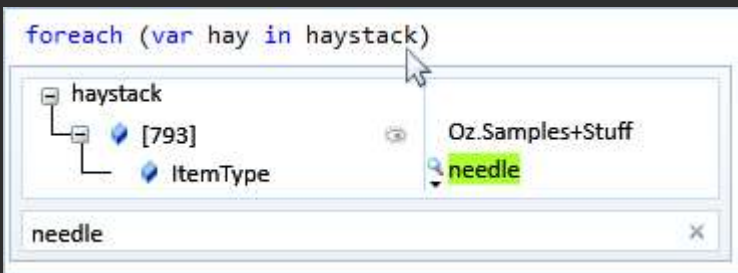 foreach (var hay in haystack)
haystack
[793] Oz.Samples+Stuff
ItemType needle
needle